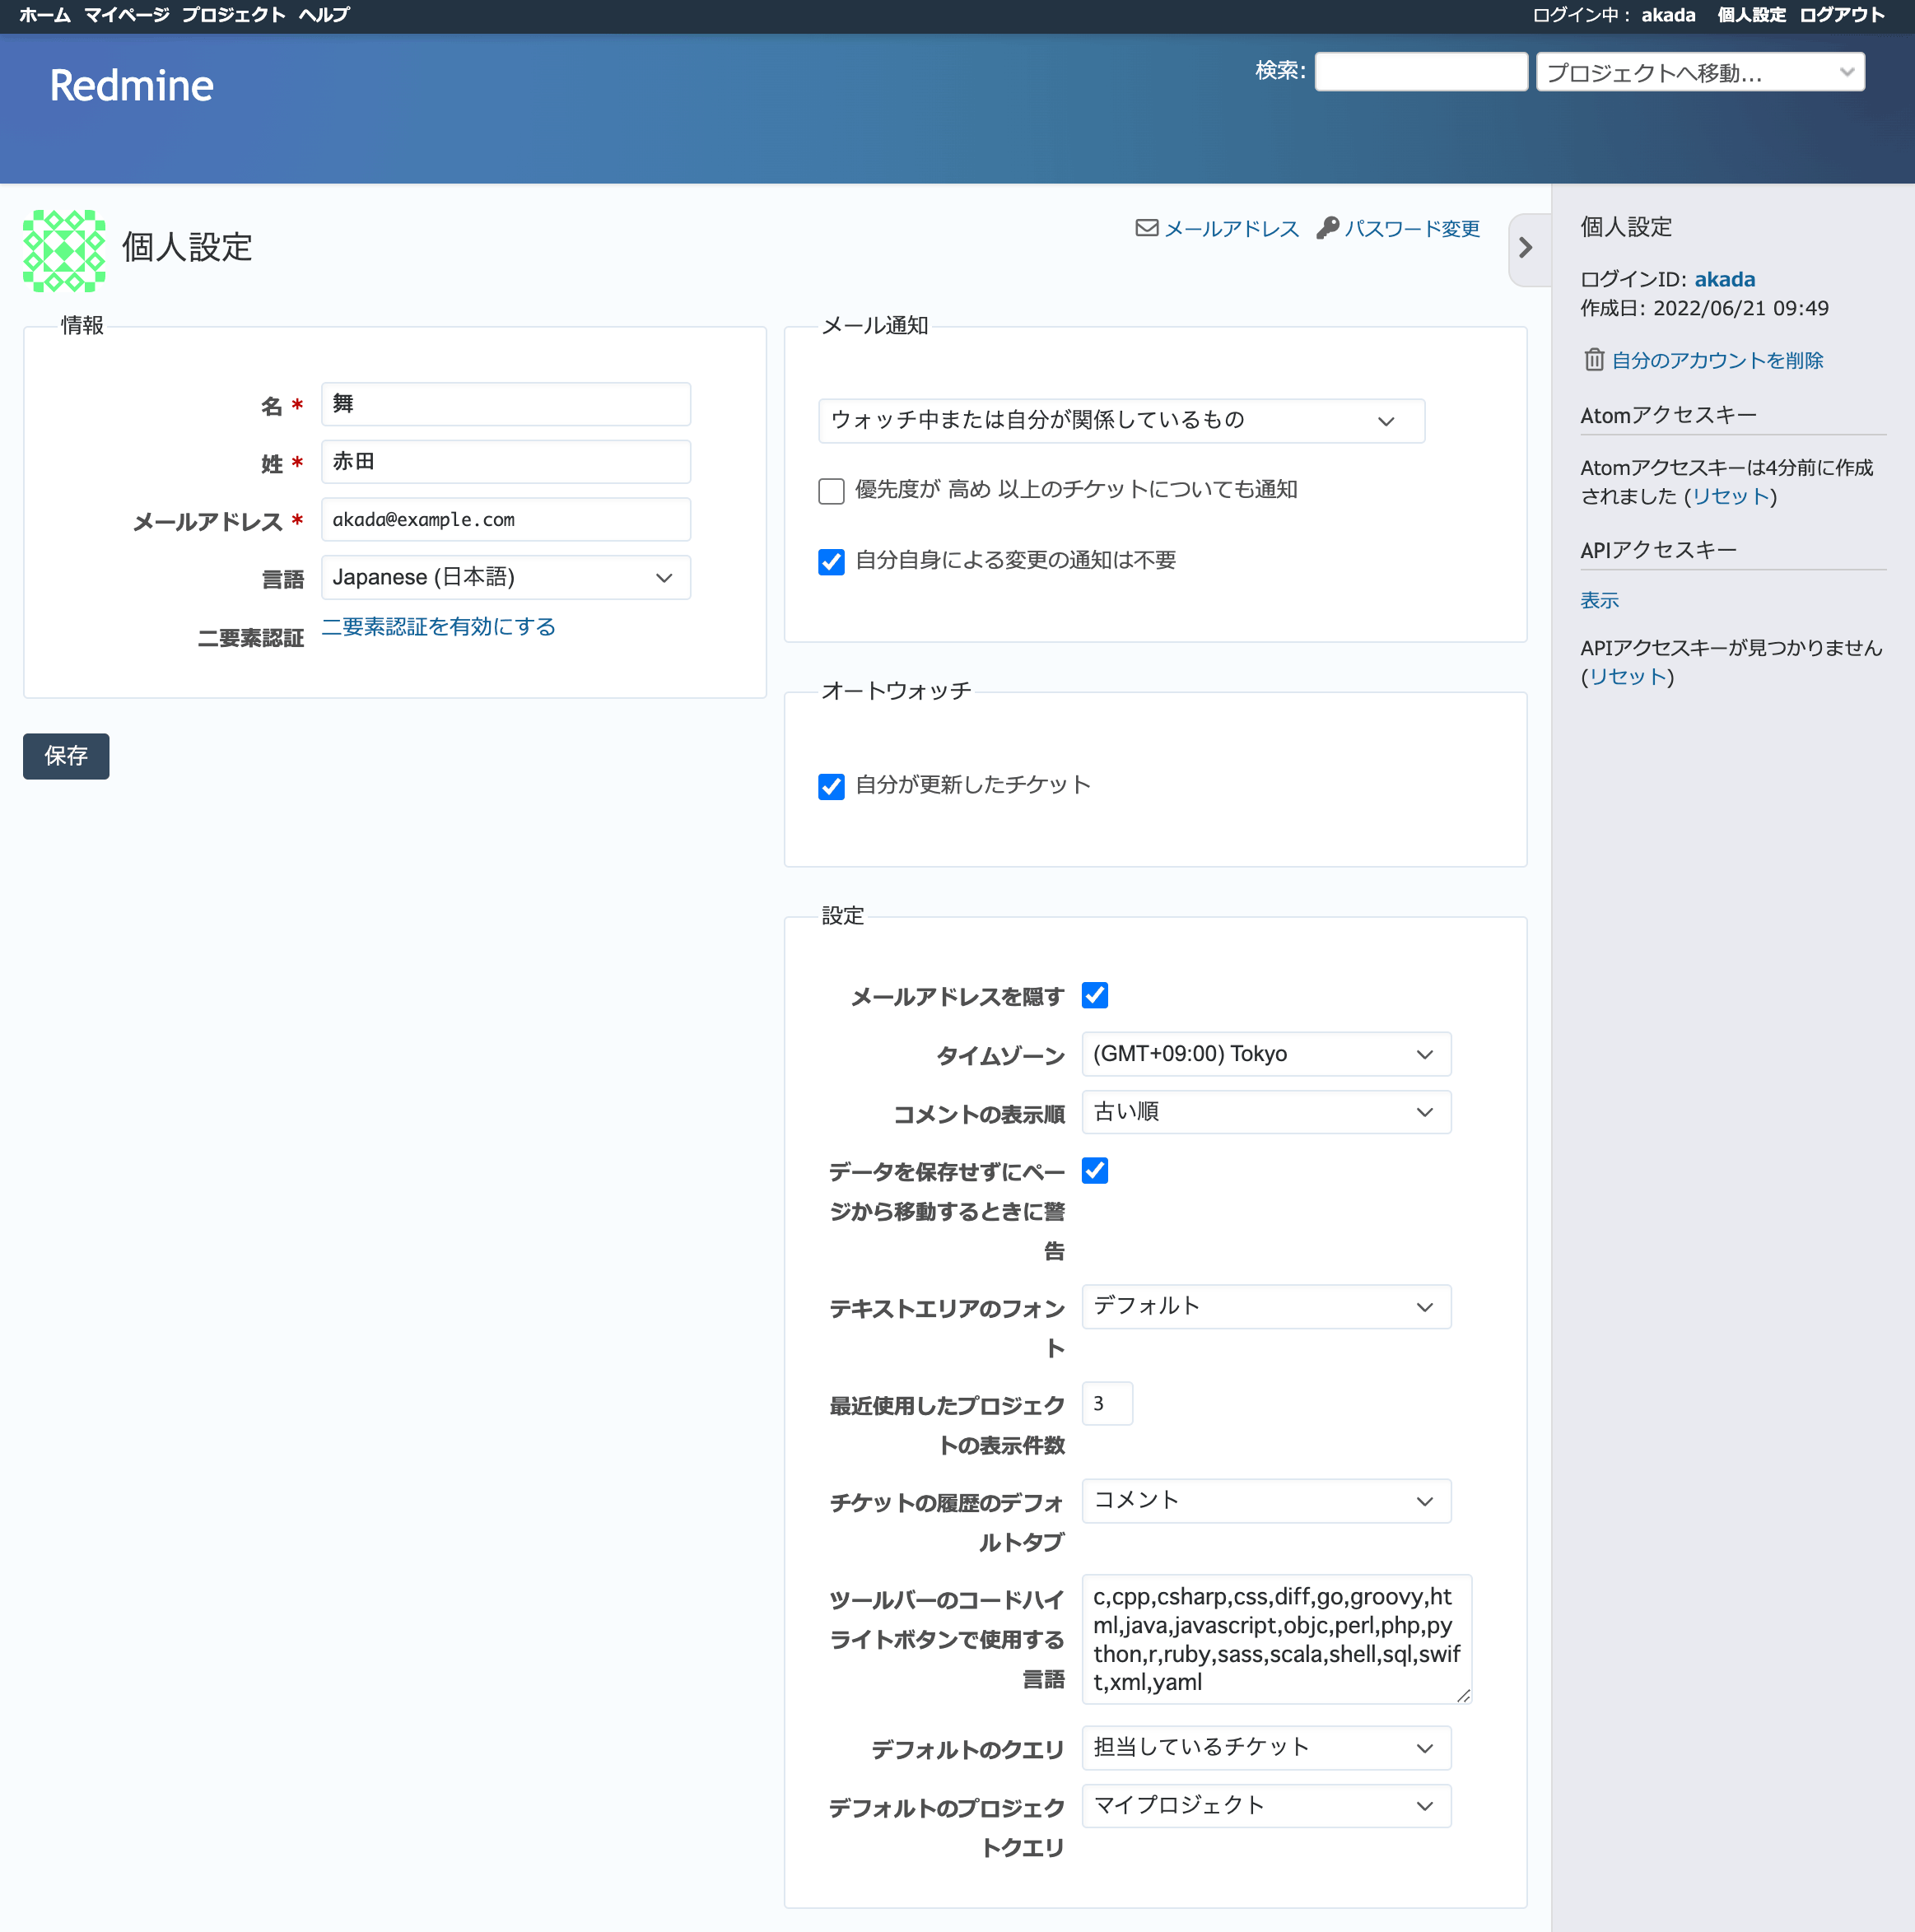 ホーム マイページ プロジェクト ヘルプ
ログイン中： akada 個人設定 ログアウト
Redmine
検索:
プロジェクトへ移動...
個人設定
メールアドレス パスワード変更
情報
名 *
舞
姓 *
赤田
メールアドレス *
akada@example.com
言語
Japanese (日本語)
二要素認証
二要素認証を有効にする
保存
メール通知
ウォッチ中または自分が関係しているもの
優先度が 高め 以上のチケットについても通知
自分自身による変更の通知は不要
オートウォッチ
自分が更新したチケット
設定
メールアドレスを隠す
タイムゾーン
(GMT+09:00) Tokyo
コメントの表示順
古い順
データを保存せずにペー
ジから移動するときに警
告
テキストエリアのフォン
ト
デフォルト
最近使用したプロジェク
トの表示件数
3
チケットの履歴のデフォ
ルトタブ
コメント
ツールバーのコードハイ
ライトボタンで使用する
言語
c,cpp,csharp,css,diff,go,groovy,ht
ml,java,javascript,objc,perl,php,py
thon,r,ruby,sass,scala,shell,sql,swif
t,xml,yaml
デフォルトのクエリ
担当しているチケット
デフォルトのプロジェク
トクエリ
マイプロジェクト
個人設定
ログインID: akada
作成日: 2022/06/21 09:49
自分のアカウントを削除
Atomアクセスキー
Atomアクセスキーは4分前に作成
されました (リセット)
APIアクセスキー
表示
APIアクセスキーが見つかりません
(リセット)